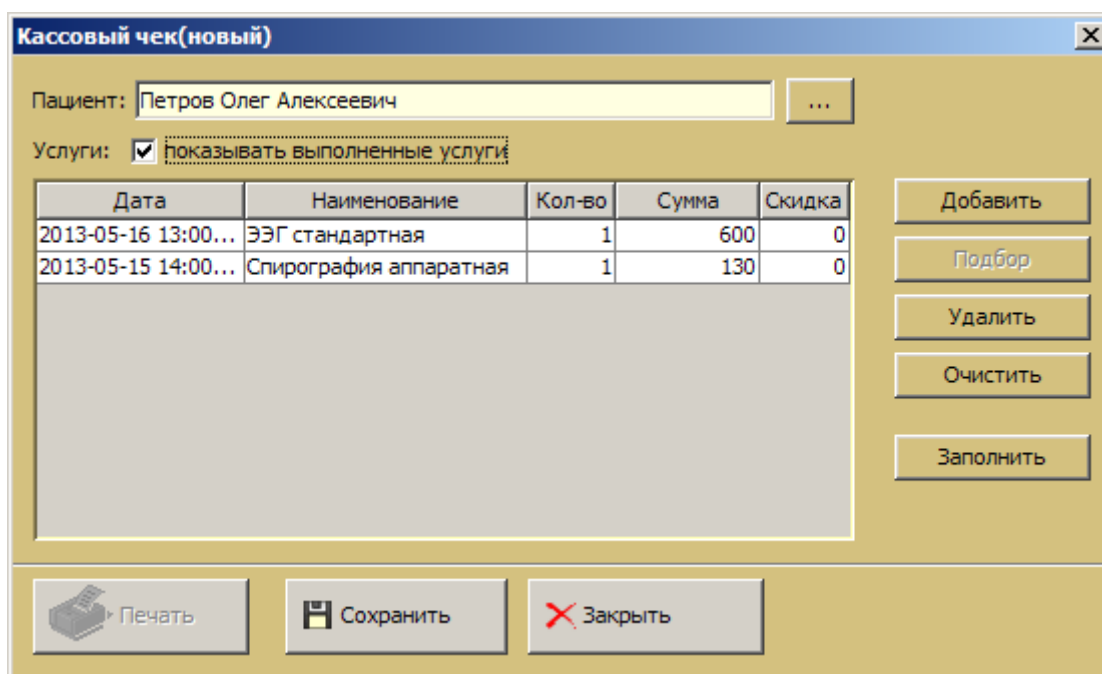 Кассовый чек(новый)
Пациент: Петров Олег Алексеевич ...
Услуги: показывать выполненные услуги
Дата Наименование Кол-во Сумма Скидка
2013-05-16 13:00... ЭЭГ стандартная 1 600 0
2013-05-15 14:00... Спирография аппаратная 1 130 0
Добавить
Подбор
Удалить
Очистить
Заполнить
Печать Сохранить Закрыть